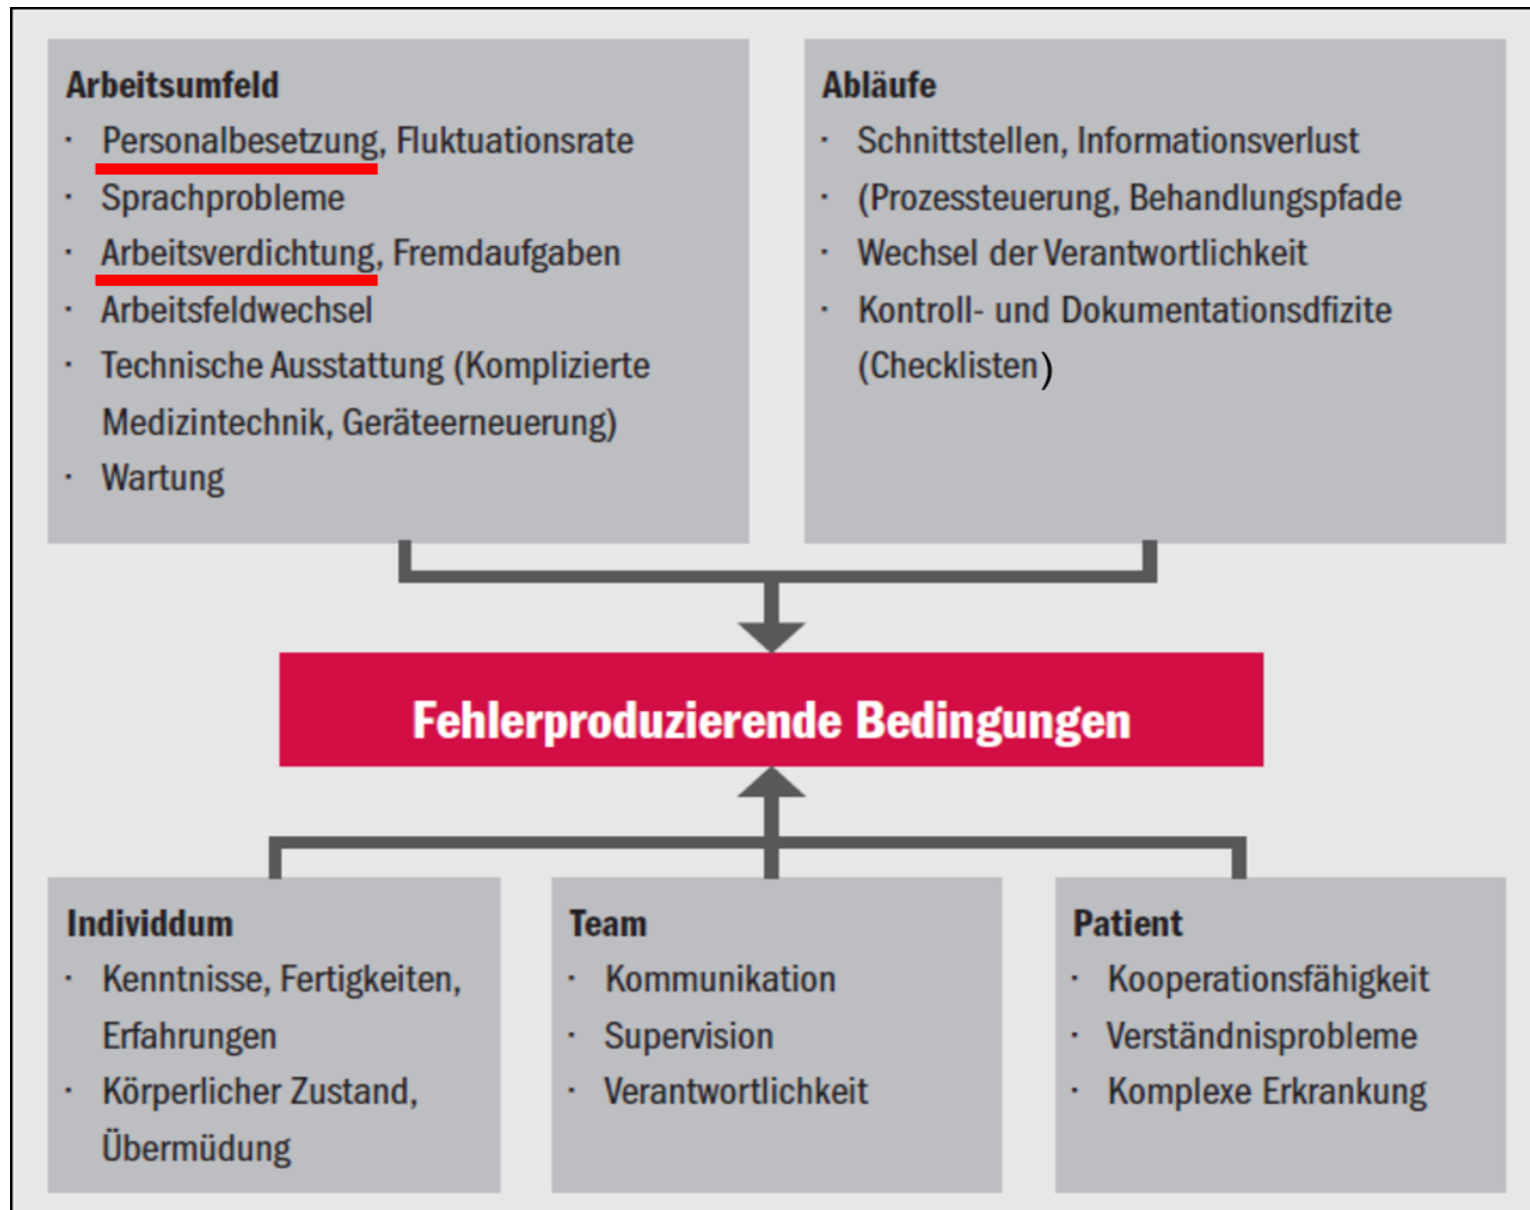 Arbeitsumfeld
· Personalbesetzung, Fluktuationsrate
· Sprachprobleme
· Arbeitsverdichtung, Fremdaufgaben
· Arbeitsfeldwechsel
· Technische Ausstattung (Komplizierte
Medizintechnik, Geräteerneuerung)
· Wartung
Abläufe
· Schnittstellen, Informationsverlust
· (Prozessteuerung, Behandlungspfade
· Wechsel der Verantwortlichkeit
· Kontroll- und Dokumentationsdfizite
(Checklisten)
Fehlerproduzierende Bedingungen
Individdum
· Kenntnisse, Fertigkeiten,
Erfahrungen
· Körperlicher Zustand,
Übermüdung
Team
· Kommunikation
· Supervision
· Verantwortlichkeit
Patient
· Kooperationsfähigkeit
· Verständnisprobleme
· Komplexe Erkrankung